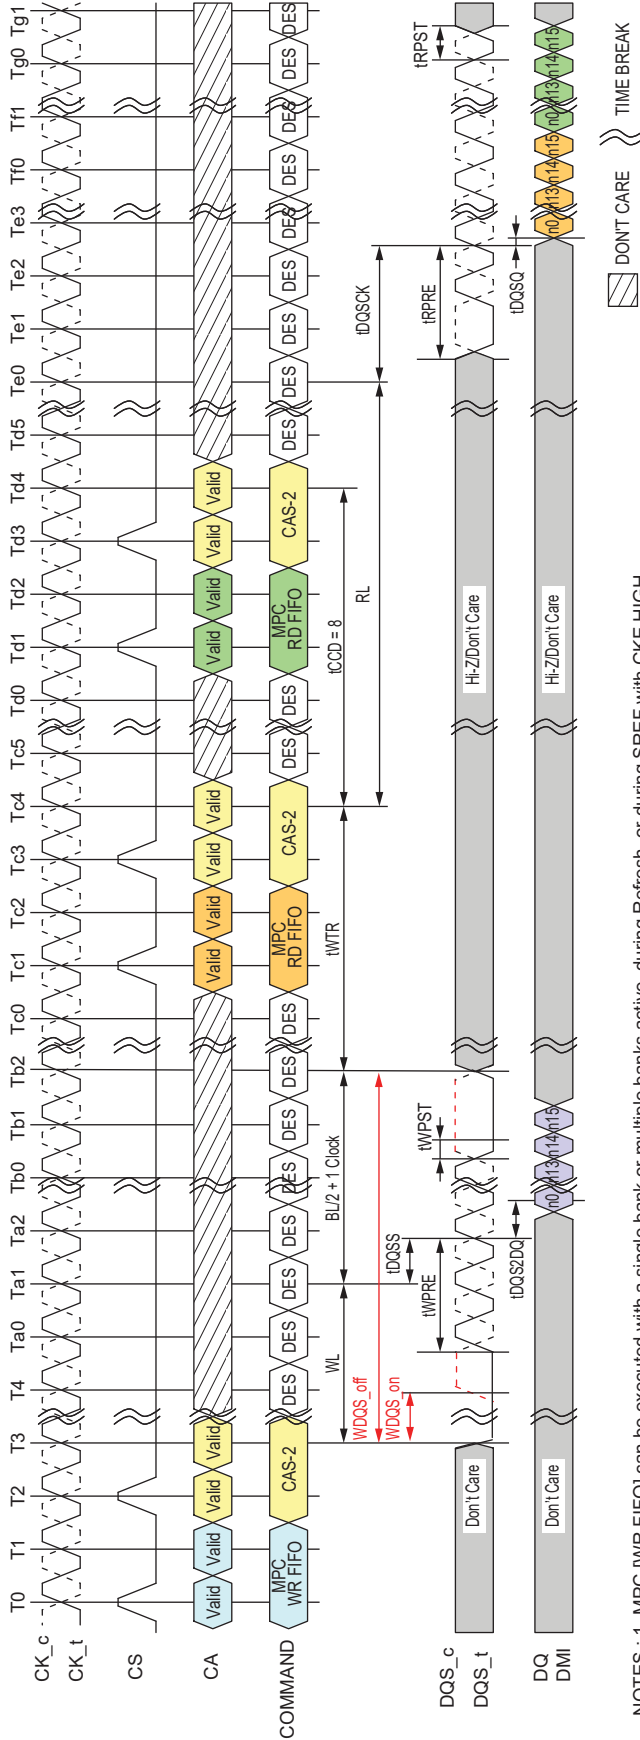 T0 T1 T2 T3 T4 Ta0 Ta1 Ta2 Tb0 Tb1 Tb2 Tc0 Tc1 Tc2 Tc3 Tc4 Tc5 Td0 Td1 Td2 Td3 Td4 Td5 Te0 Te1 Te2 Te3 Tf0 Tf1 Tg0 Tg1
CK_c
CK_t
CS
CA
Valid Valid Valid Valid Valid Valid Valid Valid Valid Valid Valid Valid
COMMAND
MPC
WR FIFO
CAS-2
DES DES DES DES DES DES DES DES
MPC
RD FIFO
CAS-2
DES DES
MPC
RD FIFO
CAS-2
DES DES DES DES DES DES DES DES DES
WL
BL/2 + 1 Clock
tWTR
tCCD = 8
WDQS_off
RL
tDQSCK
WDQS_on
tDQSS
tWPRE
tWPST
tRPRE
tRPST
DQS_c
DQS_t
Don't Care
Hi-Z/Don't Care
tDQS2DQ
tDQSQ
DQ
DMI
Don't Care
n0 n13 n14 n15
Hi-Z/Don't Care
n0 n13 n14 n15 n0 n13 n14 n15
DON'T CARE
TIME BREAK
NOTES : 1. MPC [WR FIFO] can be executed with a single bank or multiple banks active, during Refresh, or during SREF with CKE HIGH.